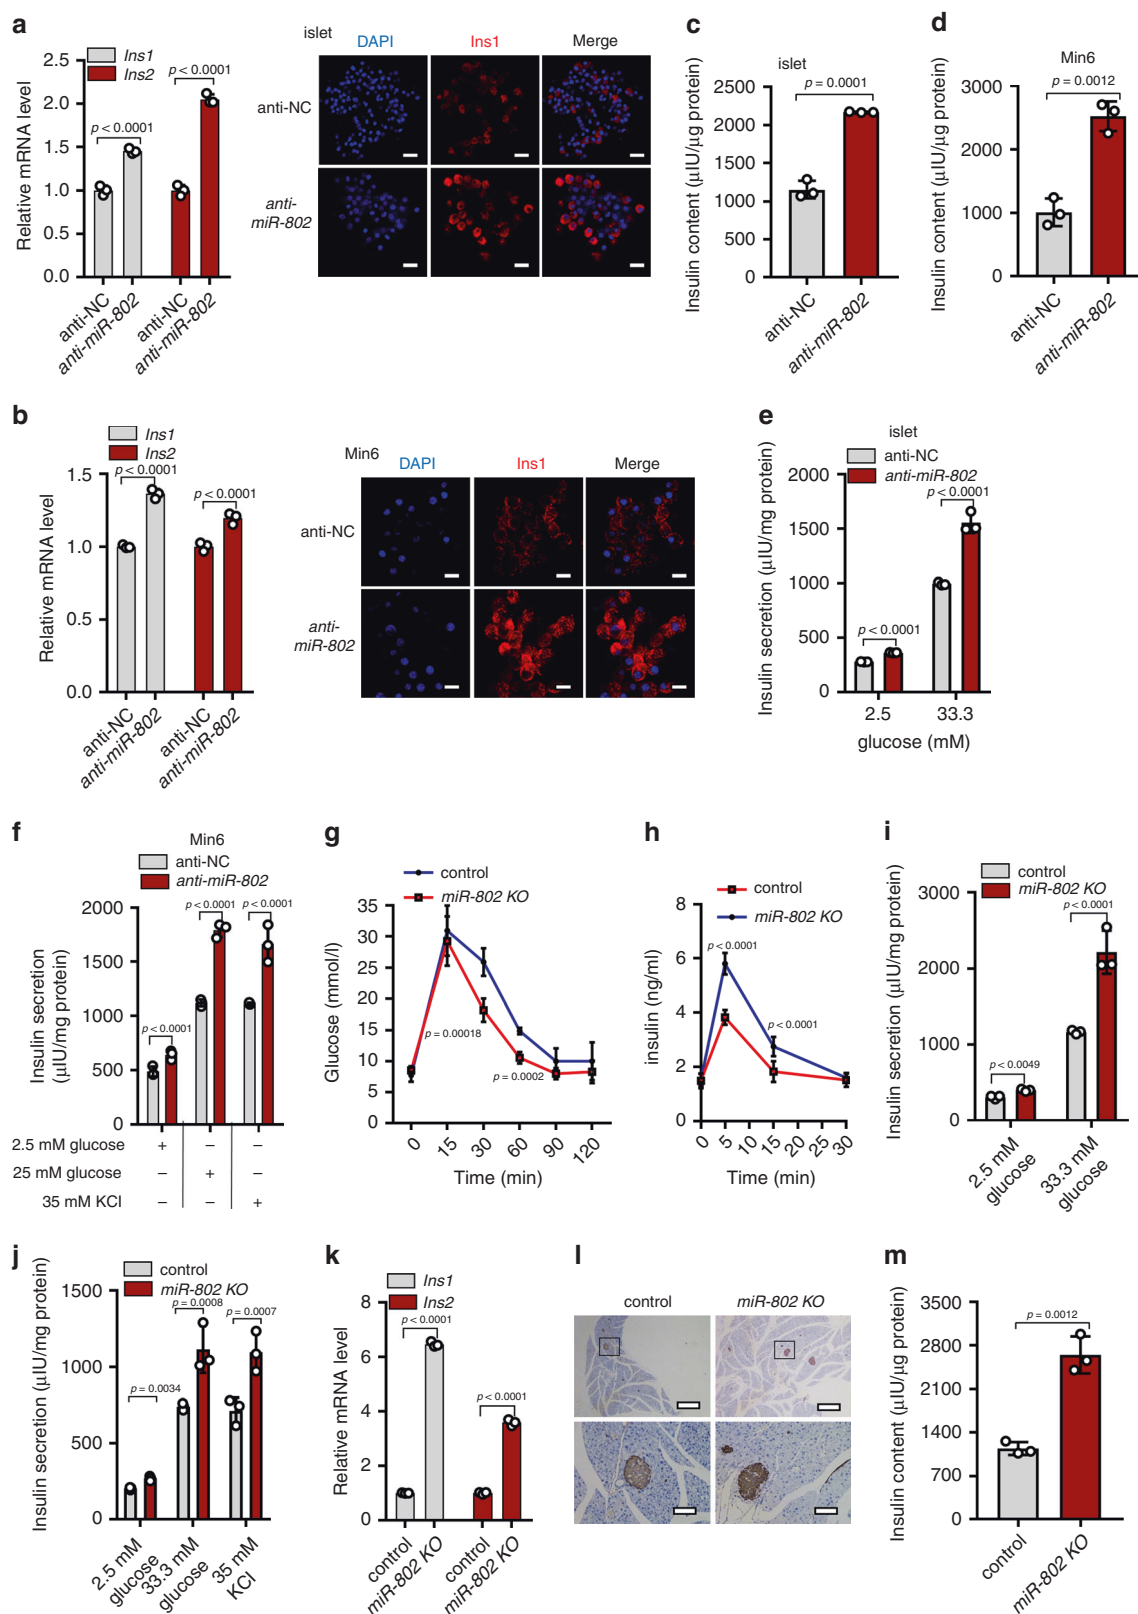 a
Ins1
Ins2
2.5
2.0
1.5
1.0
0.5
0.0
Relative mRNA level
p < 0.0001
p < 0.0001
anti-NC
anti-miR-802
anti-NC
anti-miR-802
islet
DAPI
Ins1
Merge
anti-NC
anti-
miR-802
c
islet
p = 0.0001
2500
2000
1500
1000
500
0
Insulin content (μIU/μg protein)
anti-NC
anti-miR-802
d
Min6
p = 0.0012
3000
2000
1000
0
Insulin content (μIU/μg protein)
anti-NC
anti-miR-802
b
Ins1
Ins2
p < 0.0001
p < 0.0001
1.5
1.0
0.5
0.0
Relative mRNA level
anti-NC
anti-miR-802
anti-NC
anti-miR-802
Min6
DAPI
Ins1
Merge
anti-NC
anti-
miR-802
e
islet
anti-NC
anti-miR-802
2000
1500
1000
500
0
Insulin secretion (μIU/mg protein)
p < 0.0001
p < 0.0001
2.5
33.3
glucose (mM)
f
Min6
anti-NC
anti-miR-802
2000
1500
1000
500
0
Insulin secretion
(μIU/mg protein)
p < 0.0001
p < 0.0001
p < 0.0001
2.5 mM glucose + – –
25 mM glucose – + –
35 mM KCl – – +
g
control
miR-802 KO
35
30
25
20
15
10
5
0
Glucose (mmol/l)
p = 0.00018
p = 0.0002
0 15 30 60 90 120
Time (min)
h
control
miR-802 KO
8
6
4
2
0
insulin (ng/ml)
p < 0.0001
p < 0.0001
0 5 10 15 20 25 30
Time (min)
i
control
miR-802 KO
3000
2000
1000
0
Insulin secretion (μIU/mg protein)
p < 0.0049
p < 0.0001
2.5 mM
glucose
33.3 mM
glucose
j
control
miR-802 KO
1500
1000
500
0
Insulin secretion (μIU/mg protein)
p = 0.0034
p = 0.0008
p = 0.0007
2.5 mM
glucose
33.3 mM
glucose
35 mM
KCl
k
Ins1
Ins2
8
6
4
2
0
Relative mRNA level
p < 0.0001
p < 0.0001
control
miR-802 KO
control
miR-802 KO
l
control
miR-802 KO
m
3500
2800
2100
1400
700
0
Insulin content (μIU/μg protein)
p = 0.0012
control
miR-802 KO